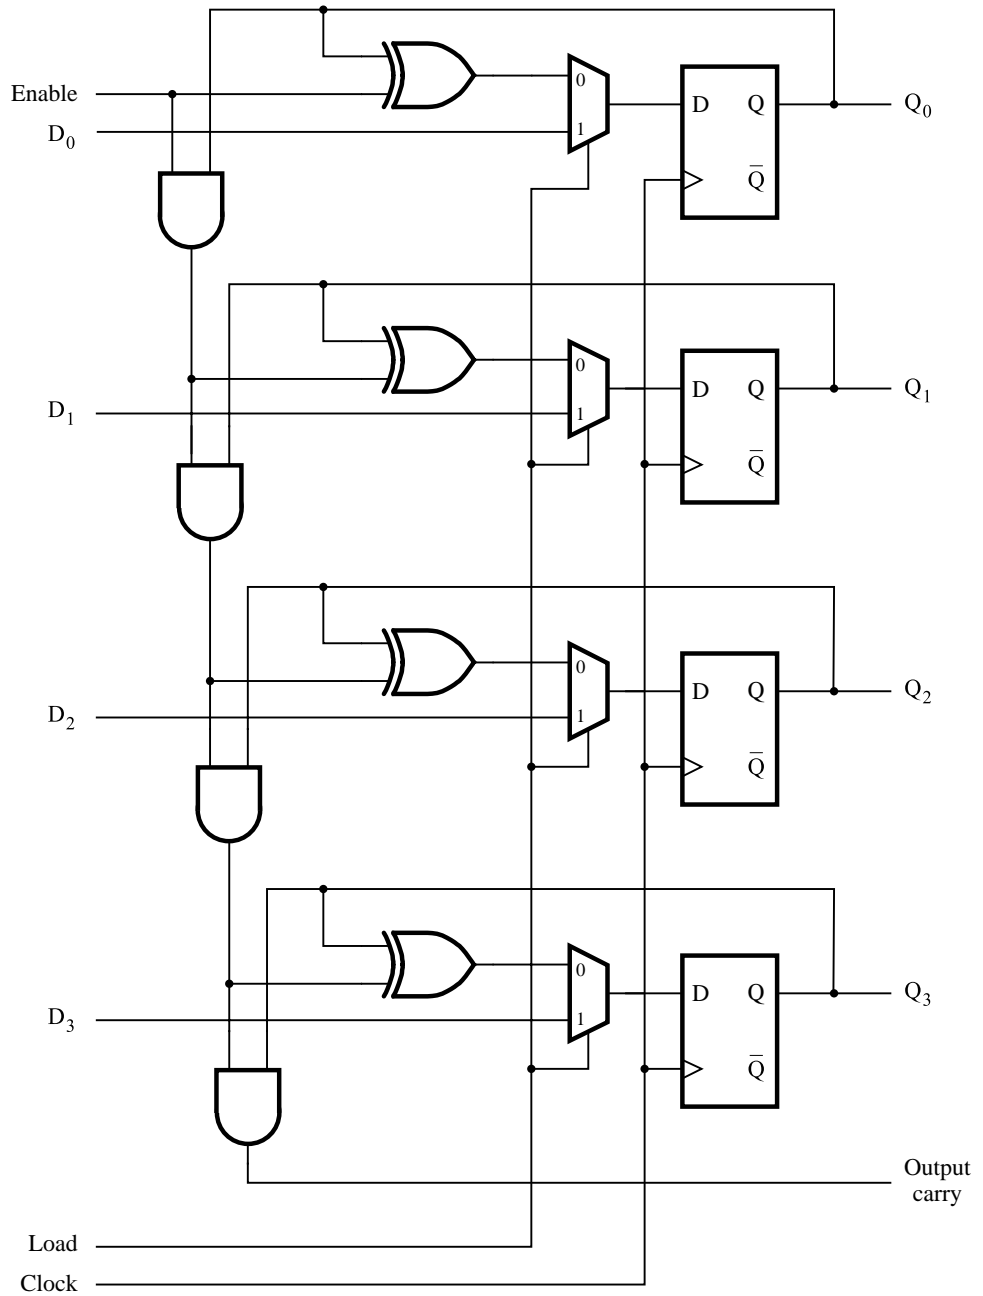 0
Enable
D Q Q0
D0
1
Q̅
0
D Q Q1
D1
1
Q̅
0
D Q Q2
D2
1
Q̅
0
D Q Q3
D3
1
Q̅
Output
carry
Load
Clock